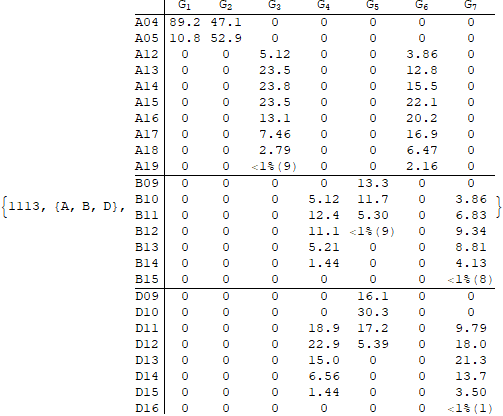 G1 G2 G3 G4 G5 G6 G7
A04 89.2 47.1 0 0 0 0 0
A05 10.8 52.9 0 0 0 0 0
A12 0 0 5.12 0 0 3.86 0
A13 0 0 23.5 0 0 12.8 0
A14 0 0 23.8 0 0 15.5 0
A15 0 0 23.5 0 0 22.1 0
A16 0 0 13.1 0 0 20.2 0
A17 0 0 7.46 0 0 16.9 0
A18 0 0 2.79 0 0 6.47 0
A19 0 0 <1%(9) 0 0 2.16 0
B09 0 0 0 0 13.3 0 0
{1113, {A, B, D}, B10 0 0 0 5.12 11.7 0 3.86 }
B11 0 0 0 12.4 5.30 0 6.83
B12 0 0 0 11.1 <1%(9) 0 9.34
B13 0 0 0 5.21 0 0 8.81
B14 0 0 0 1.44 0 0 4.13
B15 0 0 0 0 0 0 <1%(8)
D09 0 0 0 0 16.1 0 0
D10 0 0 0 0 30.3 0 0
D11 0 0 0 18.9 17.2 0 9.79
D12 0 0 0 22.9 5.39 0 18.0
D13 0 0 0 15.0 0 0 21.3
D14 0 0 0 6.56 0 0 13.7
D15 0 0 0 1.44 0 0 3.50
D16 0 0 0 0 0 0 <1%(1)